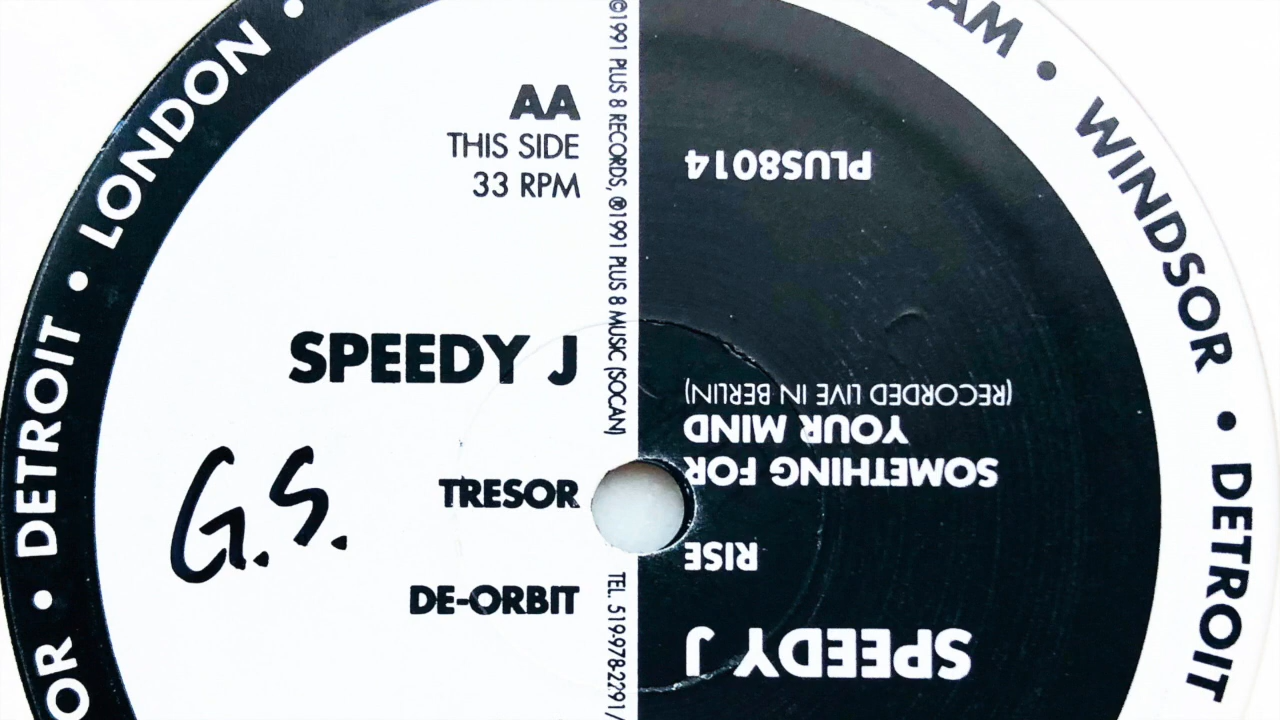 AA
THIS SIDE
33 RPM
SPEEDY J
G.S.
TRESOR
DE-ORBIT
©1991 PLUS 8 RECORDS, ℗1991 PLUS 8 MUSIC (SOCAN)
TEL. 519-978-2291 /
SPEEDY J
RISE
SOMETHING FOR
YOUR MIND
(RECORDED LIVE IN BERLIN)
PLUS8014
OR • DETROIT • LONDON •
AM • WINDSOR • DETROIT